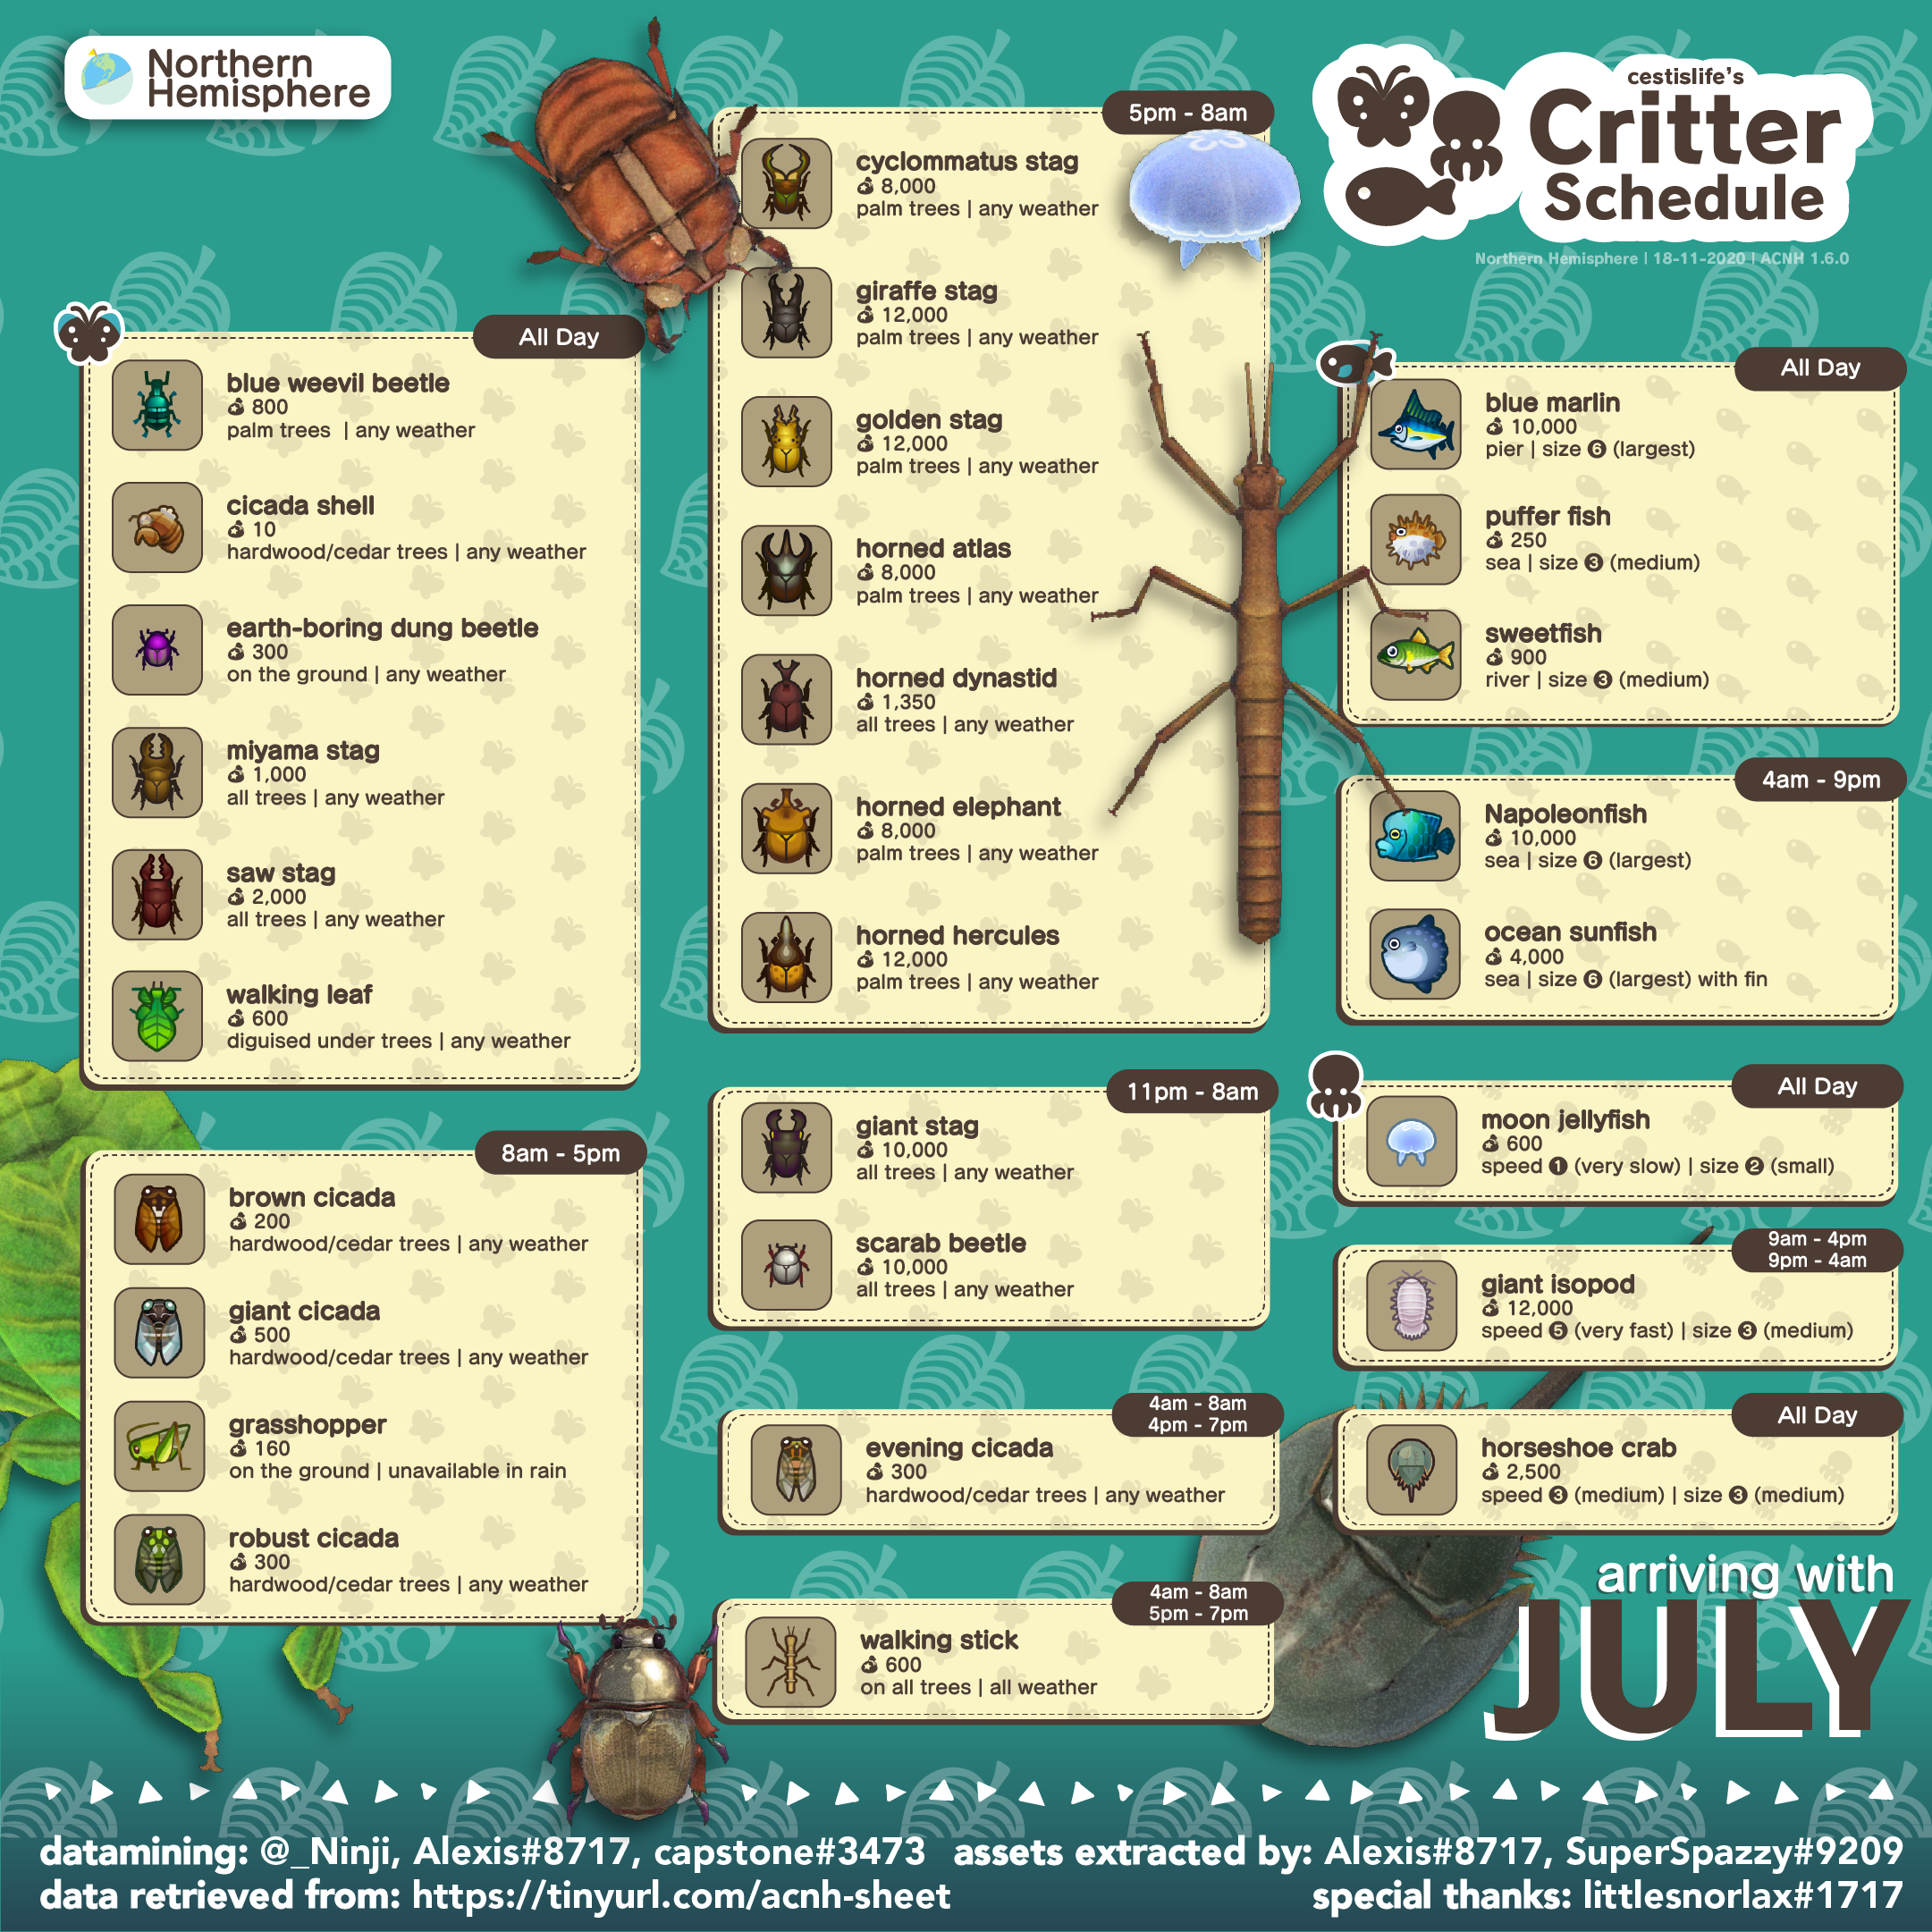 Northern
Hemisphere
cestislife's
Critter
Schedule
Northern Hemisphere | 18-11-2020 | ACNH 1.6.0
All Day
blue weevil beetle
800
palm trees | any weather
cicada shell
10
hardwood/cedar trees | any weather
earth-boring dung beetle
300
on the ground | any weather
miyama stag
1,000
all trees | any weather
saw stag
2,000
all trees | any weather
walking leaf
600
diguised under trees | any weather
8am - 5pm
brown cicada
200
hardwood/cedar trees | any weather
giant cicada
500
hardwood/cedar trees | any weather
grasshopper
160
on the ground | unavailable in rain
robust cicada
300
hardwood/cedar trees | any weather
5pm - 8am
cyclommatus stag
8,000
palm trees | any weather
giraffe stag
12,000
palm trees | any weather
golden stag
12,000
palm trees | any weather
horned atlas
8,000
palm trees | any weather
horned dynastid
1,350
all trees | any weather
horned elephant
8,000
palm trees | any weather
horned hercules
12,000
palm trees | any weather
11pm - 8am
giant stag
10,000
all trees | any weather
scarab beetle
10,000
all trees | any weather
4am - 8am
4pm - 7pm
evening cicada
300
hardwood/cedar trees | any weather
4am - 8am
5pm - 7pm
walking stick
600
on all trees | all weather
All Day
blue marlin
10,000
pier | size 6 (largest)
puffer fish
250
sea | size 3 (medium)
sweetfish
900
river | size 3 (medium)
4am - 9pm
Napoleonfish
10,000
sea | size 6 (largest)
ocean sunfish
4,000
sea | size 6 (largest) with fin
All Day
moon jellyfish
600
speed 1 (very slow) | size 2 (small)
9am - 4pm
9pm - 4am
giant isopod
12,000
speed 5 (very fast) | size 3 (medium)
All Day
horseshoe crab
2,500
speed 3 (medium) | size 3 (medium)
arriving with
JULY
datamining: @_Ninji, Alexis#8717, capstone#3473
assets extracted by: Alexis#8717, SuperSpazzy#9209
data retrieved from: https://tinyurl.com/acnh-sheet
special thanks: littlesnorlax#1717